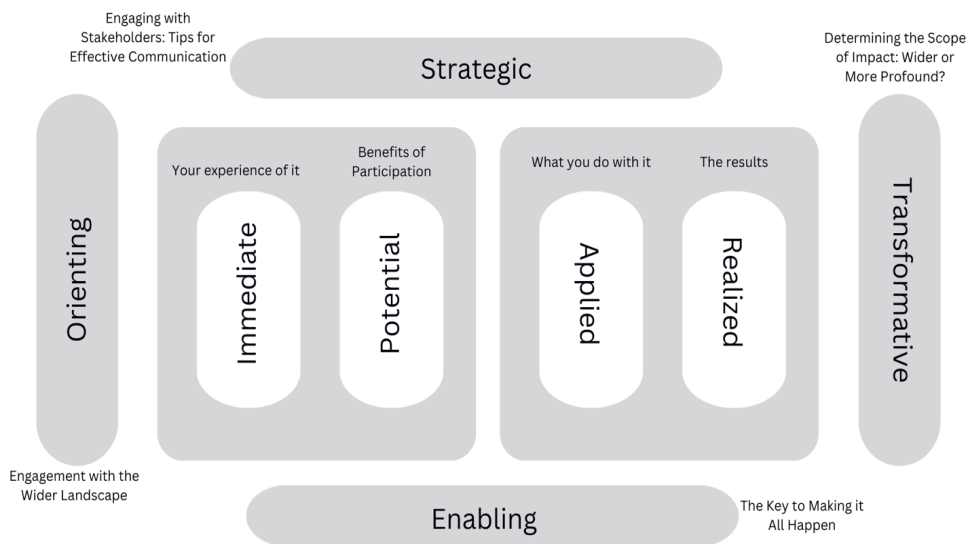 Engaging with
Stakeholders: Tips for
Effective Communication
Strategic
Determining the Scope
of Impact: Wider or
More Profound?
Orienting
Your experience of it
Immediate
Benefits of
Participation
Potential
What you do with it
Applied
The results
Realized
Transformative
Engagement with the
Wider Landscape
Enabling
The Key to Making it
All Happen